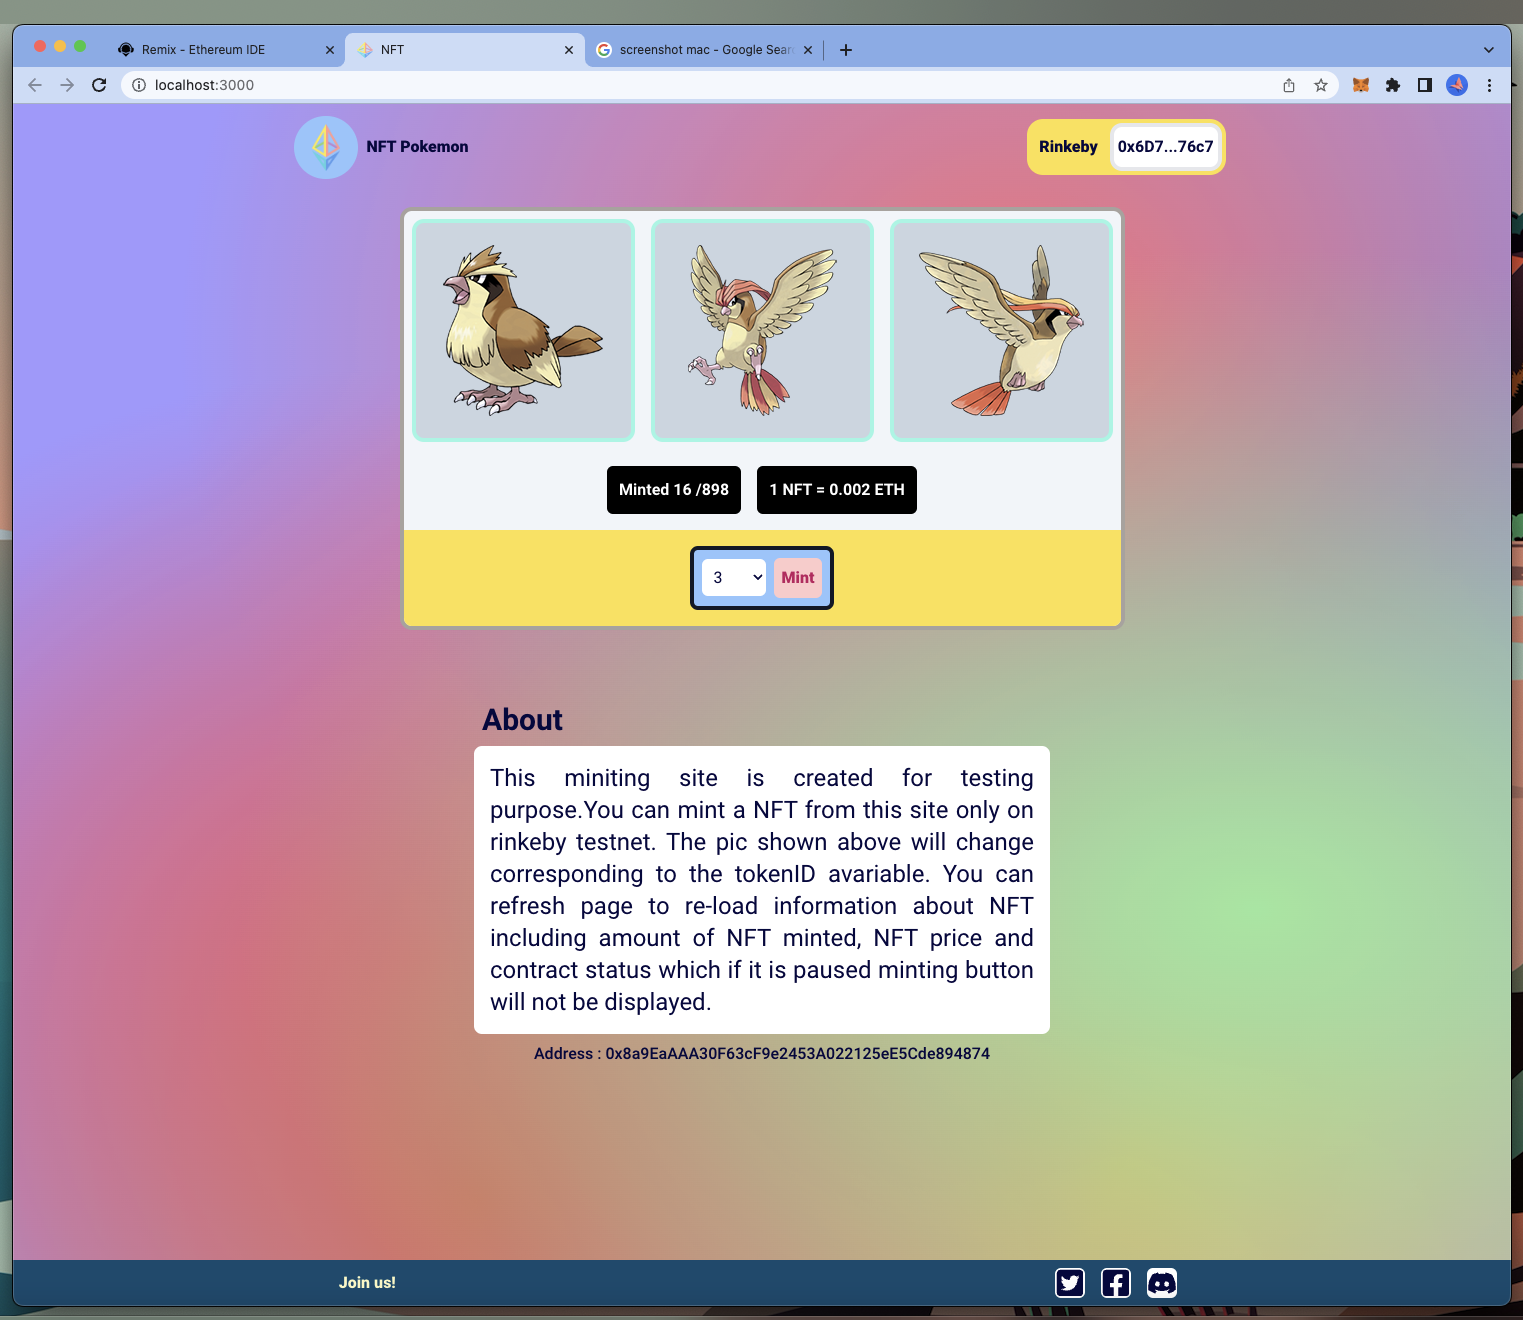 Remix - Ethereum IDE
NFT
screenshot mac - Google Sear
localhost:3000
NFT Pokemon
Rinkeby
0x6D7...76c7
Minted 16 /898
1 NFT = 0.002 ETH
3
Mint
About
This miniting site is created for testing
purpose.You can mint a NFT from this site only on
rinkeby testnet. The pic shown above will change
corresponding to the tokenID avariable. You can
refresh page to re-load information about NFT
including amount of NFT minted, NFT price and
contract status which if it is paused minting button
will not be displayed.
Address : 0x8a9EaAAA30F63cF9e2453A022125eE5Cde894874
Join us!